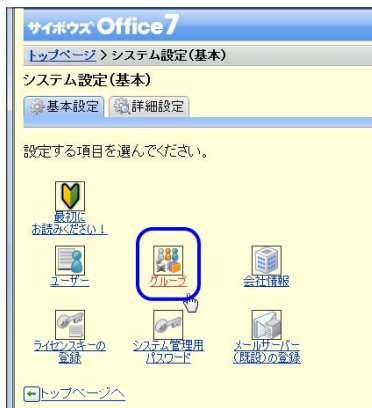 サイボウズ Office 7
トップページ > システム設定(基本)
システム設定(基本)
基本設定 詳細設定
設定する項目を選んでください。
最初に
お読みください!
ユーザー グループ 会社情報
ライセンスキーの システム管理用 メールサーバー
登録 パスワード (既設)の登録
トップページへ